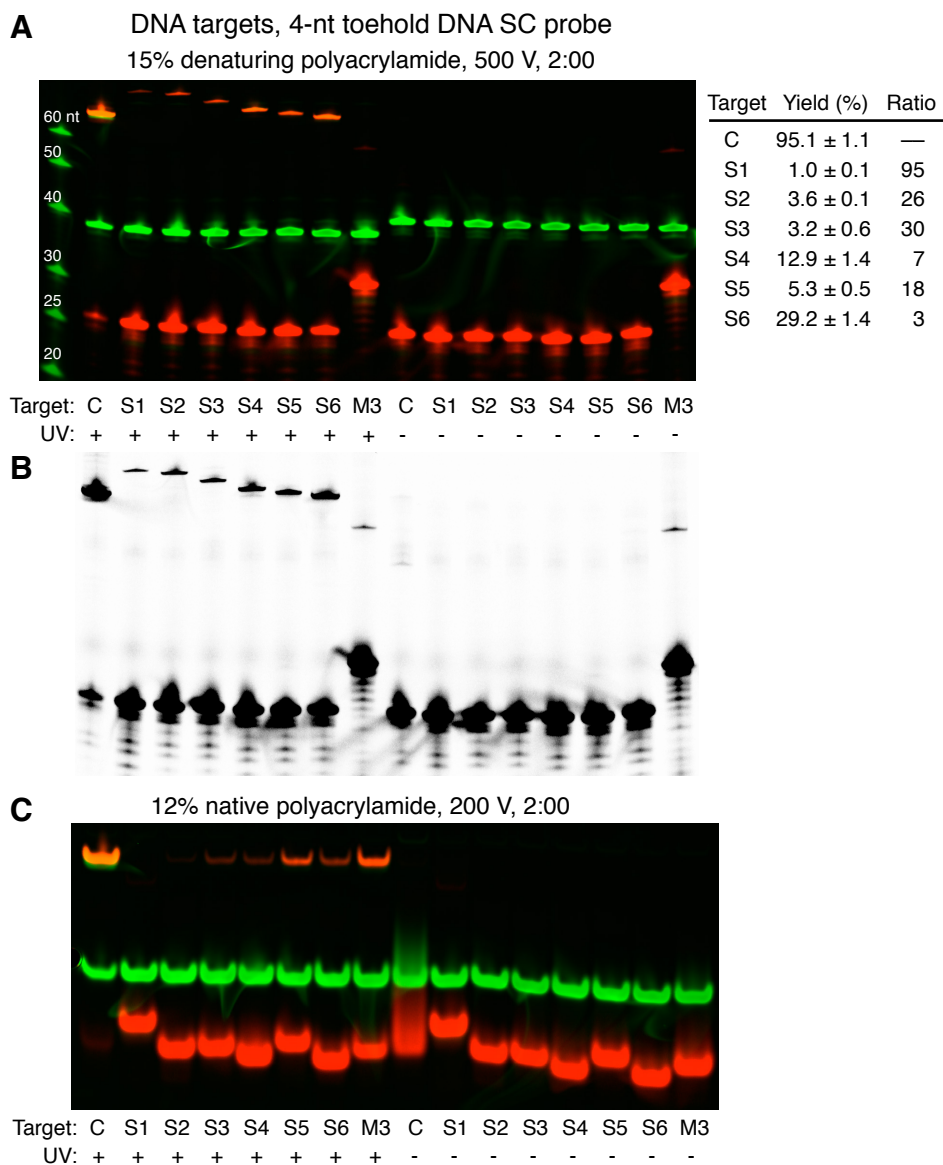 A
DNA targets, 4-nt toehold DNA SC probe
15% denaturing polyacrylamide, 500 V, 2:00
60 nt
50
40
30
25
20
Target Yield (%) Ratio
C 95.1 ± 1.1 —
S1 1.0 ± 0.1 95
S2 3.6 ± 0.1 26
S3 3.2 ± 0.6 30
S4 12.9 ± 1.4 7
S5 5.3 ± 0.5 18
S6 29.2 ± 1.4 3
Target: C S1 S2 S3 S4 S5 S6 M3 C S1 S2 S3 S4 S5 S6 M3
UV: + + + + + + + + - - - - - - - -
B
C
12% native polyacrylamide, 200 V, 2:00
Target: C S1 S2 S3 S4 S5 S6 M3 C S1 S2 S3 S4 S5 S6 M3
UV: + + + + + + + + - - - - - - - -